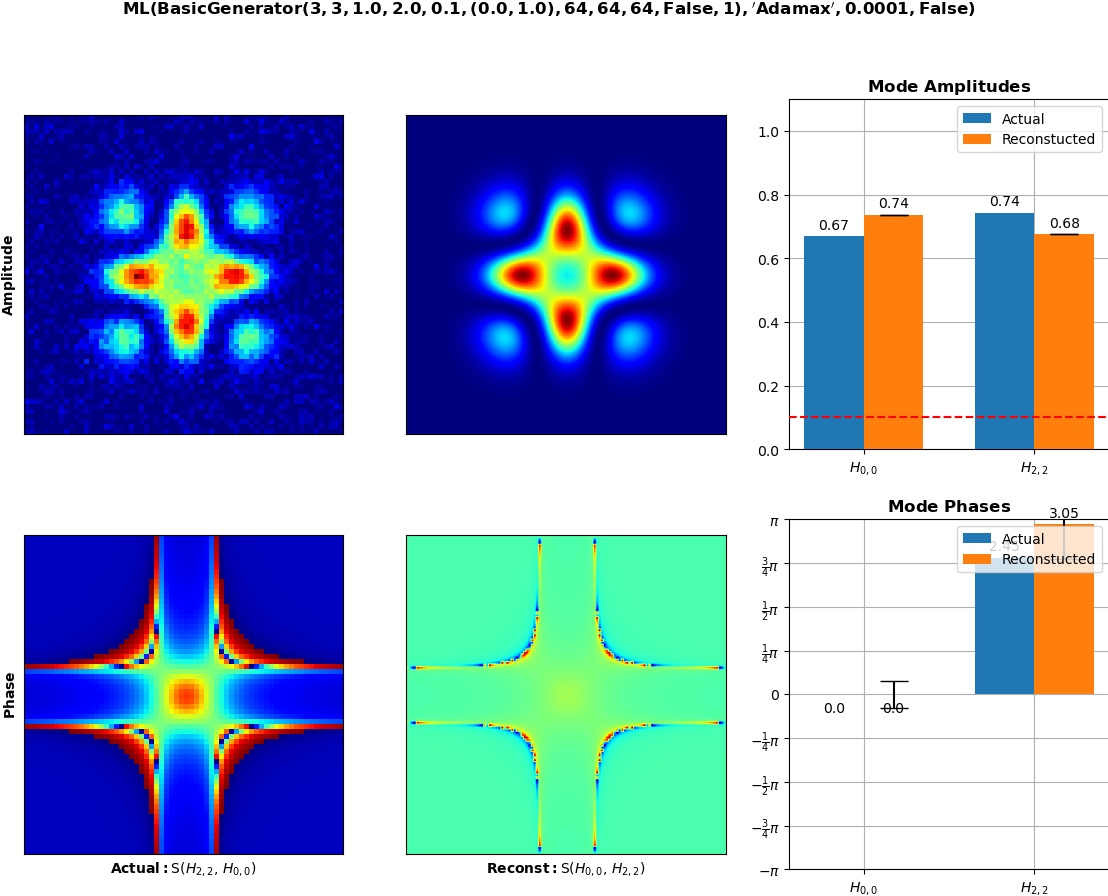 ML(BasicGenerator(3, 3, 1.0, 2.0, 0.1, (0.0, 1.0), 64, 64, 64, False, 1), ′Adamax′, 0.0001, False)
Amplitude
Mode Amplitudes
Actual
Reconstucted
1.0
0.8
0.6
0.4
0.2
0.0
0.67
0.74
0.74
0.68
H0,0
H2,2
Phase
Actual: S(H2,2, H0,0)
Reconst: S(H0,0, H2,2)
Mode Phases
3.05
Actual
2.45
Reconstucted
π
3/4π
1/2π
1/4π
0
−1/4π
−1/2π
−3/4π
−π
0.0
0.0
H0,0
H2,2